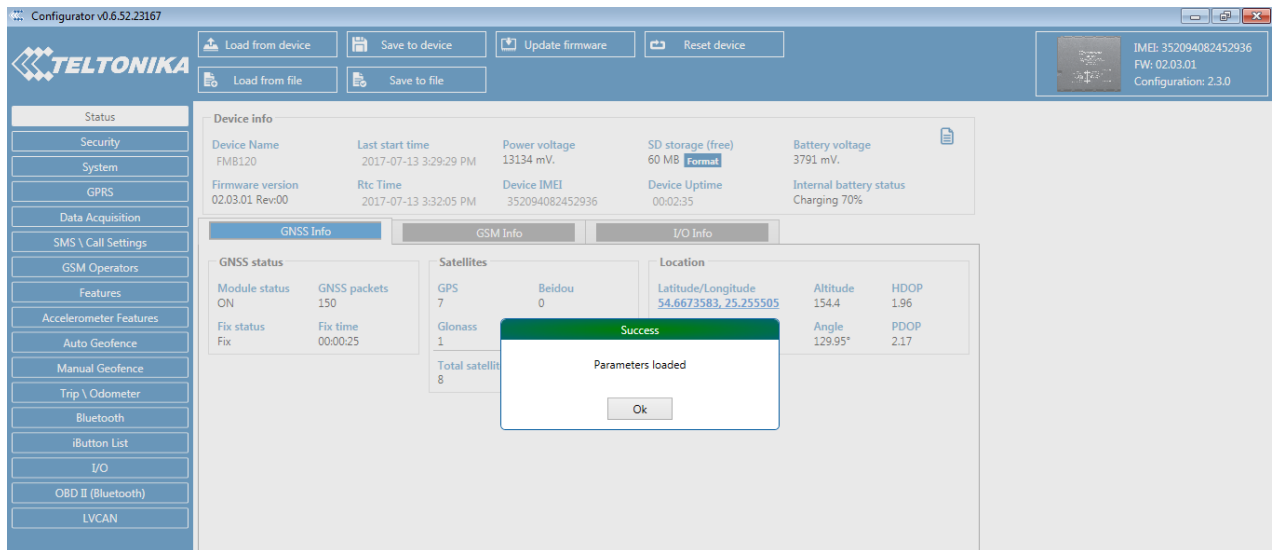 Configurator v0.6.52.23167
TELTONIKA
Load from device
Save to device
Update firmware
Reset device
Load from file
Save to file
IMEI: 352094082452936
FW: 02.03.01
Configuration: 2.3.0
Status
Security
System
GPRS
Data Acquisition
SMS \ Call Settings
GSM Operators
Features
Accelerometer Features
Auto Geofence
Manual Geofence
Trip \ Odometer
Bluetooth
iButton List
I/O
OBD II (Bluetooth)
LVCAN
Device info
Device Name Last start time Power voltage SD storage (free) Battery voltage
FMB120 2017-07-13 3:29:29 PM 13134 mV. 60 MB Format 3791 mV.
Firmware version Rtc Time Device IMEI Device Uptime Internal battery status
02.03.01 Rev:00 2017-07-13 3:32:05 PM 352094082452936 00:02:35 Charging 70%
GNSS Info GSM Info I/O Info
GNSS status
Module status GNSS packets
ON 150
Fix status Fix time
Fix 00:00:25
Satellites
GPS Beidou
7 0
Glonass
1
Total satellit
8
Location
Latitude/Longitude Altitude HDOP
54.6673583, 25.255505 154.4 1.96
Angle PDOP
129.95° 2.17
Success
Parameters loaded
Ok